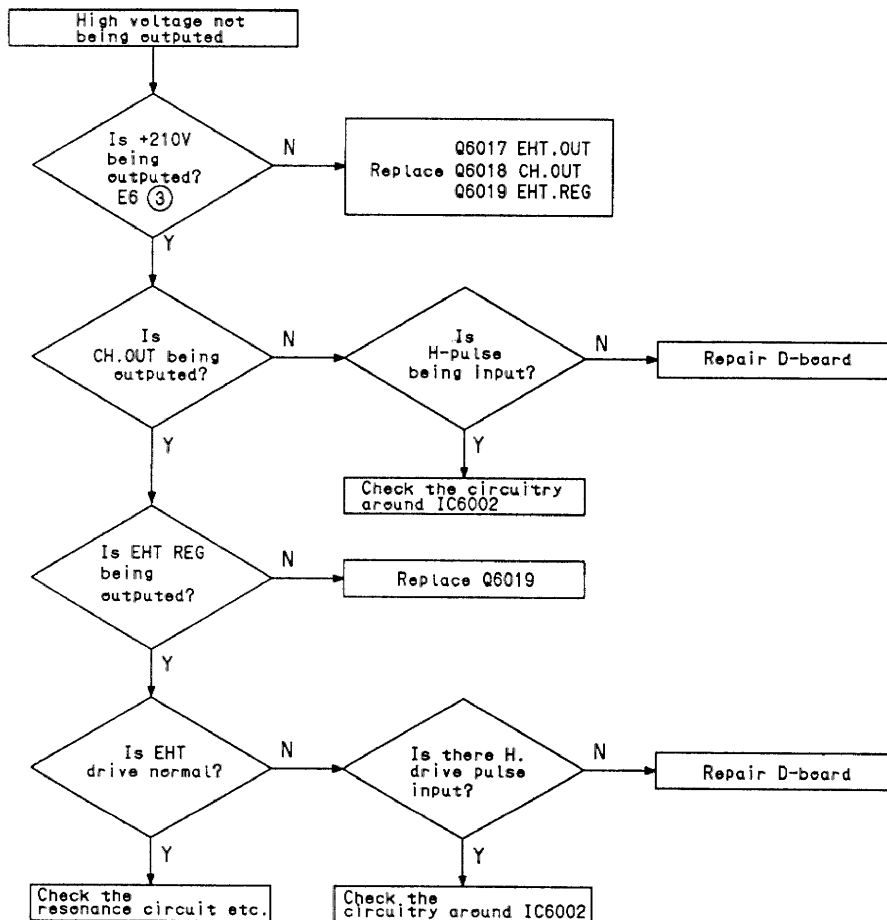 High voltage not
being outputed
Is +210V
being
outputed?
E6 ③
N
Q6017 EHT.OUT
Replace Q6018 CH.OUT
Q6019 EHT.REG
Y
Is
CH.OUT being
outputed?
N
Is
H-pulse
being input?
N
Repair D-board
Y
Y
Check the circuitry
around IC6002
Is EHT REG
being
outputed?
N
Replace Q6019
Y
Is EHT
drive normal?
N
Is there H.
drive pulse
input?
N
Repair D-board
Y
Y
Check the
resonance circuit etc.
Check the
circuitry around IC6002